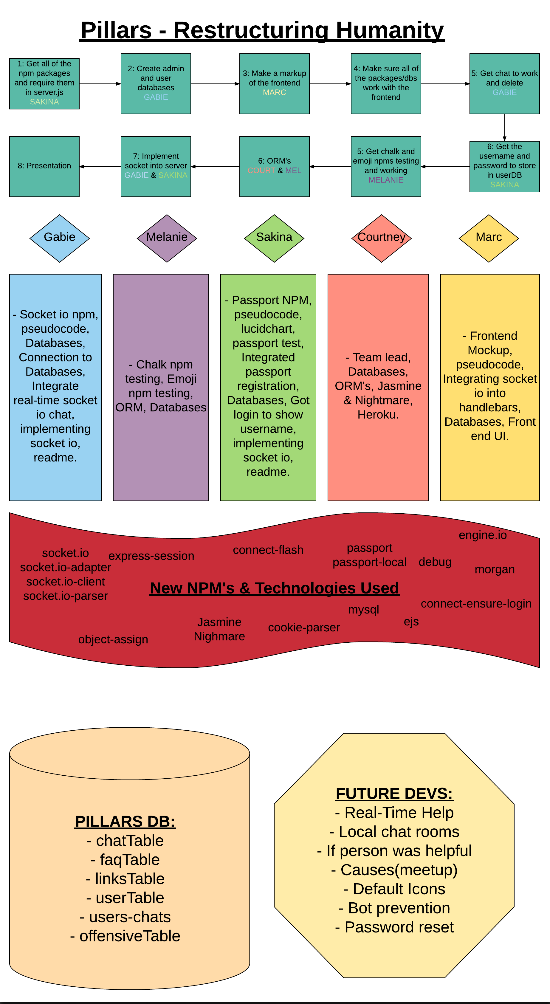 Pillars - Restructuring Humanity
1: Get all of the
npm packages
and require them
in server.js
SAKINA
2: Create admin
and user
databases
GABIE
3: Make a markup
of the frontend
MARC
4: Make sure all of
the packages/dbs
work with the
frontend
5: Get chat to work
and delete
GABIE
8: Presentation
7: Implement
socket into server
GABIE & SAKINA
6: ORM's
COURT & MEL
5: Get chalk and
emoji npms testing
and working
MELANIE
6: Get the
username and
password to store
in userDB
SAKINA
Gabie
Melanie
Sakina
Courtney
Marc
- Socket io npm,
pseudocode,
Databases,
Connection to
Databases,
Integrate
real-time socket
io chat,
implementing
socket io,
readme.
- Chalk npm
testing, Emoji
npm testing,
ORM, Databases
- Passport NPM,
pseudocode,
lucidchart,
passport test,
Integrated
passport
registration,
Databases, Got
login to show
username,
implementing
socket io,
readme.
- Team lead,
Databases,
ORM's, Jasmine
& Nightmare,
Heroku.
- Frontend
Mockup,
pseudocode,
Integrating socket
io into
handlebars,
Databases, Front
end UI.
engine.io
socket.io
socket.io-adapter
socket.io-client
socket.io-parser
express-session
connect-flash
passport
passport-local
debug
morgan
New NPM's & Technologies Used
connect-ensure-login
mysql
ejs
Jasmine
Nighmare
cookie-parser
object-assign
PILLARS DB:
- chatTable
- faqTable
- linksTable
- userTable
- users-chats
- offensiveTable
FUTURE DEVS:
- Real-Time Help
- Local chat rooms
- If person was helpful
- Causes(meetup)
- Default Icons
- Bot prevention
- Password reset